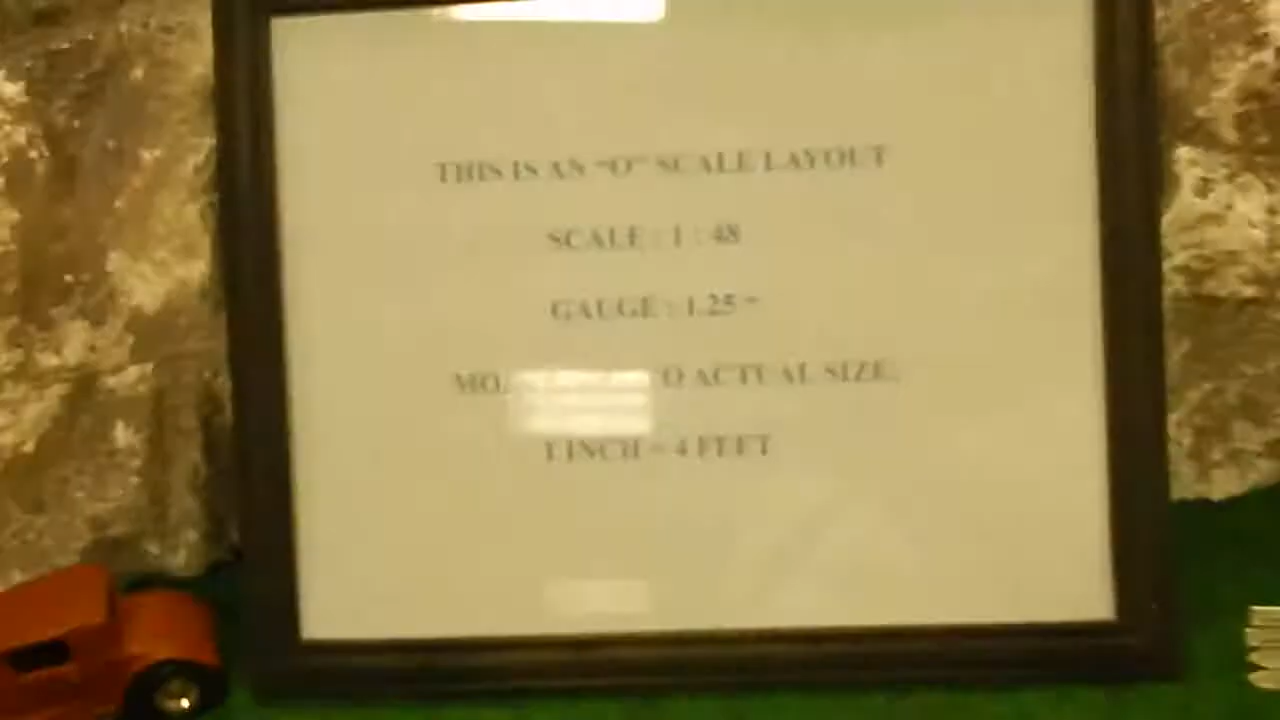 THIS IS AN "O" SCALE LAYOUT
SCALE : 1 : 48
GAUGE : 1.25 "
ACTUAL SIZE.
1 INCH = 4 FEET